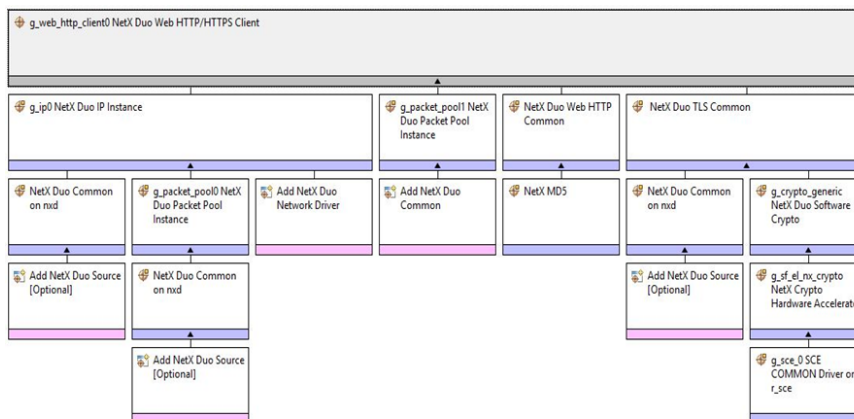 g_web_http_client0 NetX Duo Web HTTP/HTTPS Client
g_ip0 NetX Duo IP Instance
g_packet_pool1 NetX
Duo Packet Pool
Instance
NetX Duo Web HTTP
Common
NetX Duo TLS Common
NetX Duo Common
on nxd
g_packet_pool0 NetX
Duo Packet Pool
Instance
Add NetX Duo
Network Driver
Add NetX Duo
Common
NetX MD5
NetX Duo Common
on nxd
g_crypto_generic
NetX Duo Software
Crypto
Add NetX Duo Source
[Optional]
NetX Duo Common
on nxd
Add NetX Duo Source
[Optional]
g_sf_el_nx_crypto
NetX Crypto
Hardware Accelerat
Add NetX Duo Source
[Optional]
g_sce_0 SCE
COMMON Driver on
r_sce